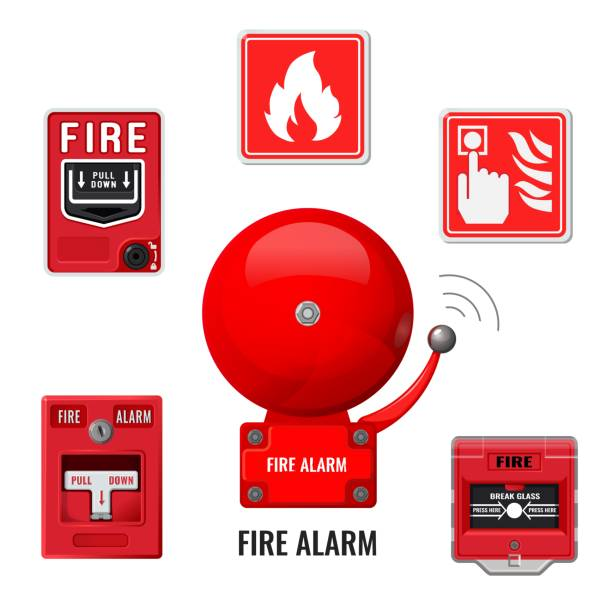 FIRE
PULL
DOWN
FIRE ALARM
PULL DOWN
FIRE ALARM
FIRE ALARM
FIRE
BREAK GLASS
PRESS HERE PRESS HERE